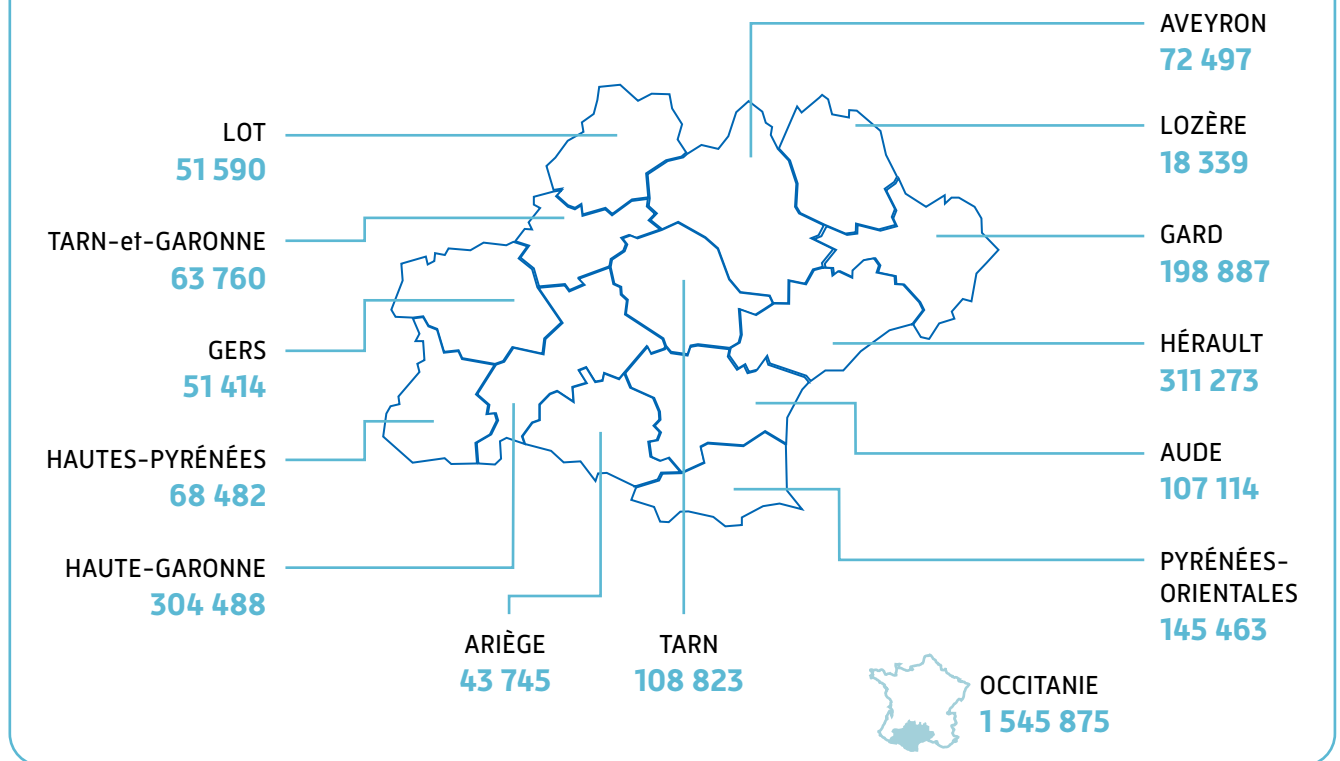 AVEYRON
72 497
LOT
51 590
LOZÈRE
18 339
TARN-et-GARONNE
63 760
GARD
198 887
GERS
51 414
HÉRAULT
311 273
HAUTES-PYRÉNÉES
68 482
AUDE
107 114
HAUTE-GARONNE
304 488
PYRÉNÉES-
ORIENTALES
145 463
ARIÈGE
43 745
TARN
108 823
OCCITANIE
1 545 875